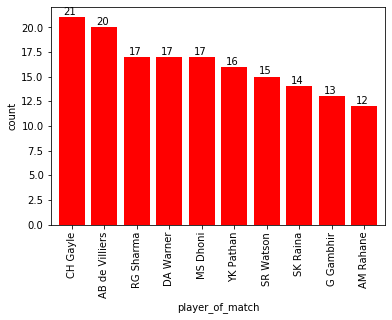 21
20
17
17
17
16
15
14
13
12
20.0
17.5
15.0
12.5
10.0
7.5
5.0
2.5
0.0
count
CH Gayle
AB de Villiers
RG Sharma
DA Warner
MS Dhoni
YK Pathan
SR Watson
SK Raina
G Gambhir
AM Rahane
player_of_match